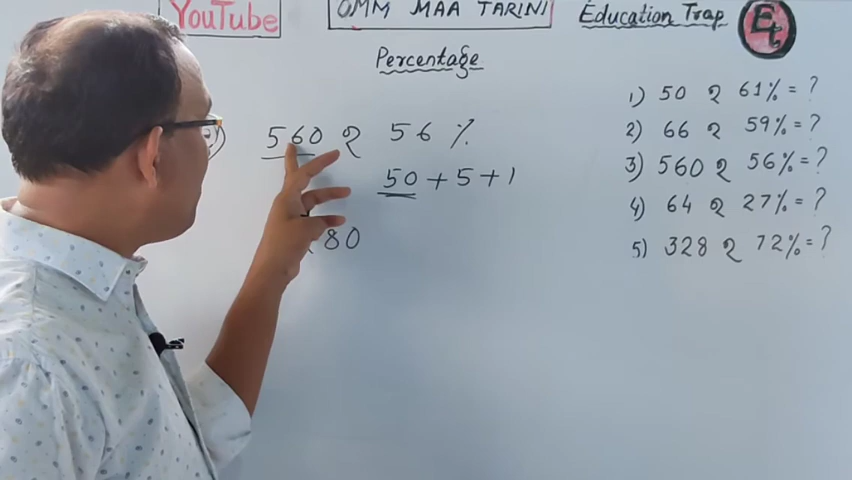 YouTube
OMM MAA TARINI
Education Trap
Et
Percentage
560 ର 56 %
50 + 5 + 1
80
1) 50 ର 61% = ?
2) 66 ର 59% = ?
3) 560 ର 56% = ?
4) 64 ର 27% = ?
5) 328 ର 72% = ?